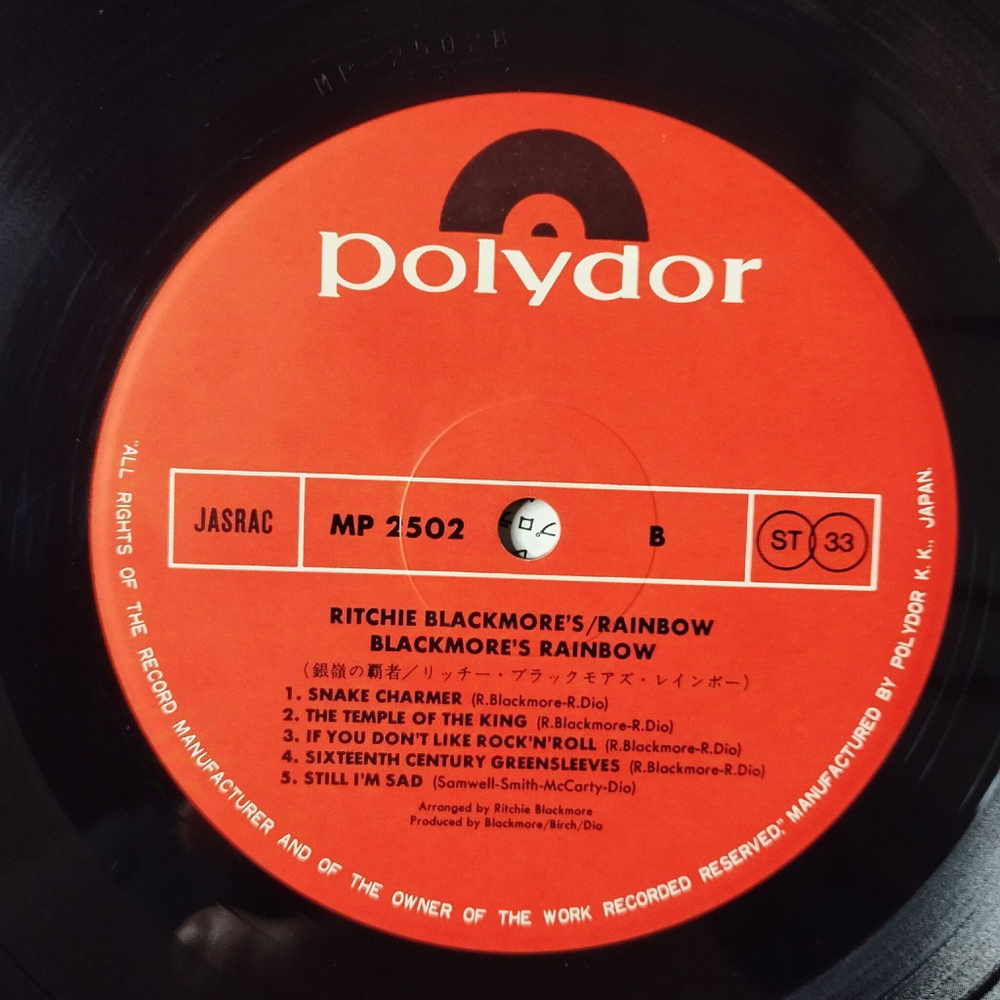 MP-2502B
polydor
JASRAC
MP 2502
B
ST 33
RITCHIE BLACKMORE'S/RAINBOW
BLACKMORE'S RAINBOW
(銀嶺の覇者／リッチー・ブラックモアズ・レインボー)
1. SNAKE CHARMER (R.Blackmore-R.Dio)
2. THE TEMPLE OF THE KING (R.Blackmore-R.Dio)
3. IF YOU DON'T LIKE ROCK'N'ROLL (R.Blackmore-R.Dio)
4. SIXTEENTH CENTURY GREENSLEEVES (R.Blackmore-R.Dio)
5. STILL I'M SAD (Samwell-Smith-McCarty-Dio)
Arranged by Ritchie Blackmore
Produced by Blackmore/Birch/Dio
"ALL RIGHTS OF THE RECORD MANUFACTURER AND OF THE OWNER OF THE WORK RECORDED RESERVED." MANUFACTURED BY POLYDOR K. K., JAPAN.